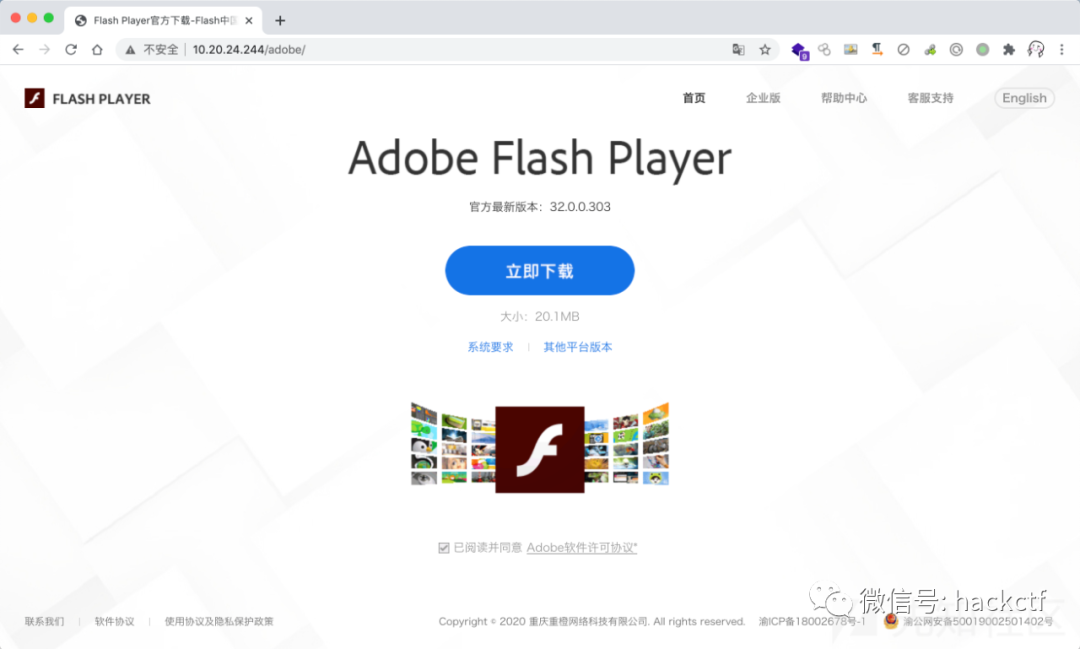 Flash Player官方下载-Flash中
不安全 10.20.24.244/adobe/
9
FLASH PLAYER
首页 企业版 帮助中心 客服支持 English
Adobe Flash Player
官方最新版本：32.0.0.303
立即下载
大小：20.1MB
系统要求 | 其他平台版本
已阅读并同意 Adobe软件许可协议*
微信号: hackctf
联系我们 | 软件协议 | 使用协议及隐私保护政策
Copyright © 2020 重庆重橙网络科技有限公司. All rights reserved. 渝ICP备18002678号-1 渝公网安备50019002501402号